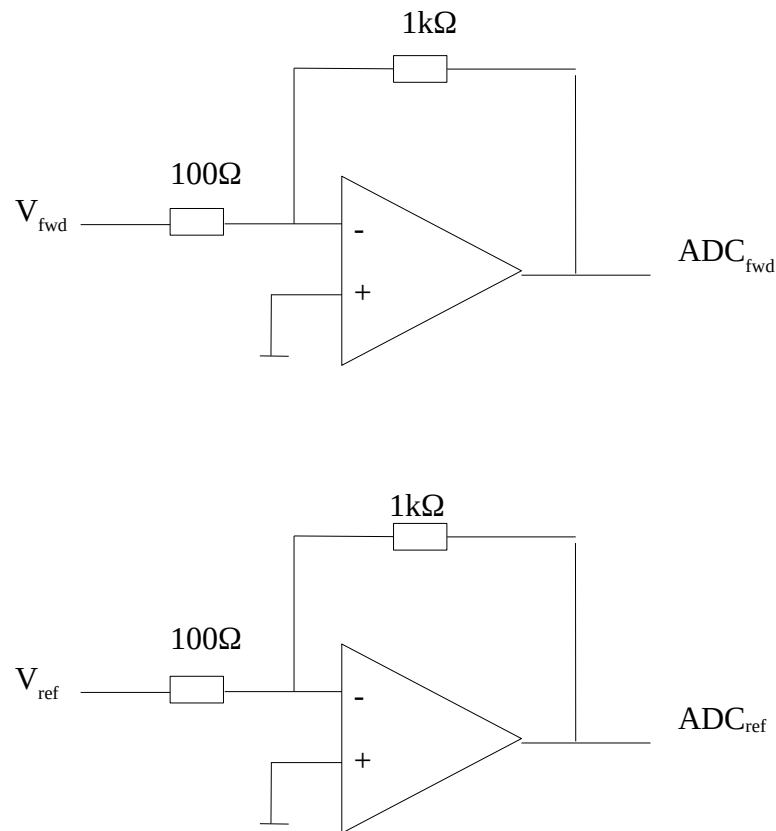 1kΩ
100Ω
Vfwd
-
+
ADCfwd
1kΩ
100Ω
Vref
-
+
ADCref